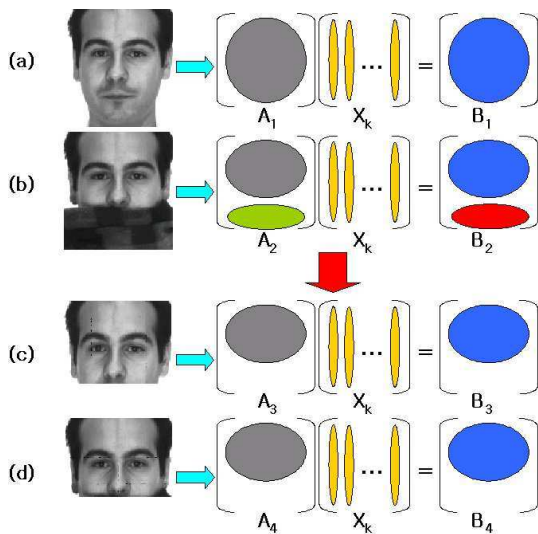 (a) ... =
A1 Xk B1
(b) ... =
A2 Xk B2
(c) ... =
A3 Xk B3
(d) ... =
A4 Xk B4